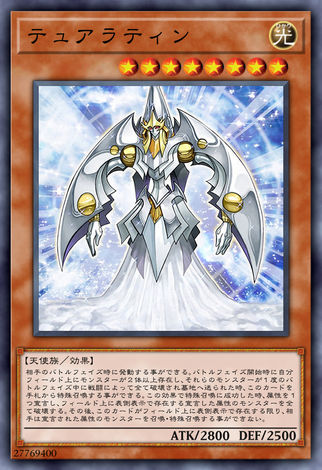 テュアラティン
光
【天使族／効果】
相手のバトルフェイズ時に発動する事ができる。バトルフェイズ開始時に自分
フィールド上にモンスターが2体以上存在し、それらのモンスターが1度のバト
ルフェイズ中に戦闘によって全て破壊され墓地へ送られた時、このカードを
手札から特殊召喚する事ができる。この効果で特殊召喚に成功した時、属性を1
つ宣言し、フィールド上に表側表示で存在する宣言した属性のモンスターを全
て破壊する。その後、このカードがフィールド上に表側表示で存在する限り、相
手は宣言された属性のモンスターを召喚・特殊召喚する事ができない。
ATK/2800 DEF/2500
27769400